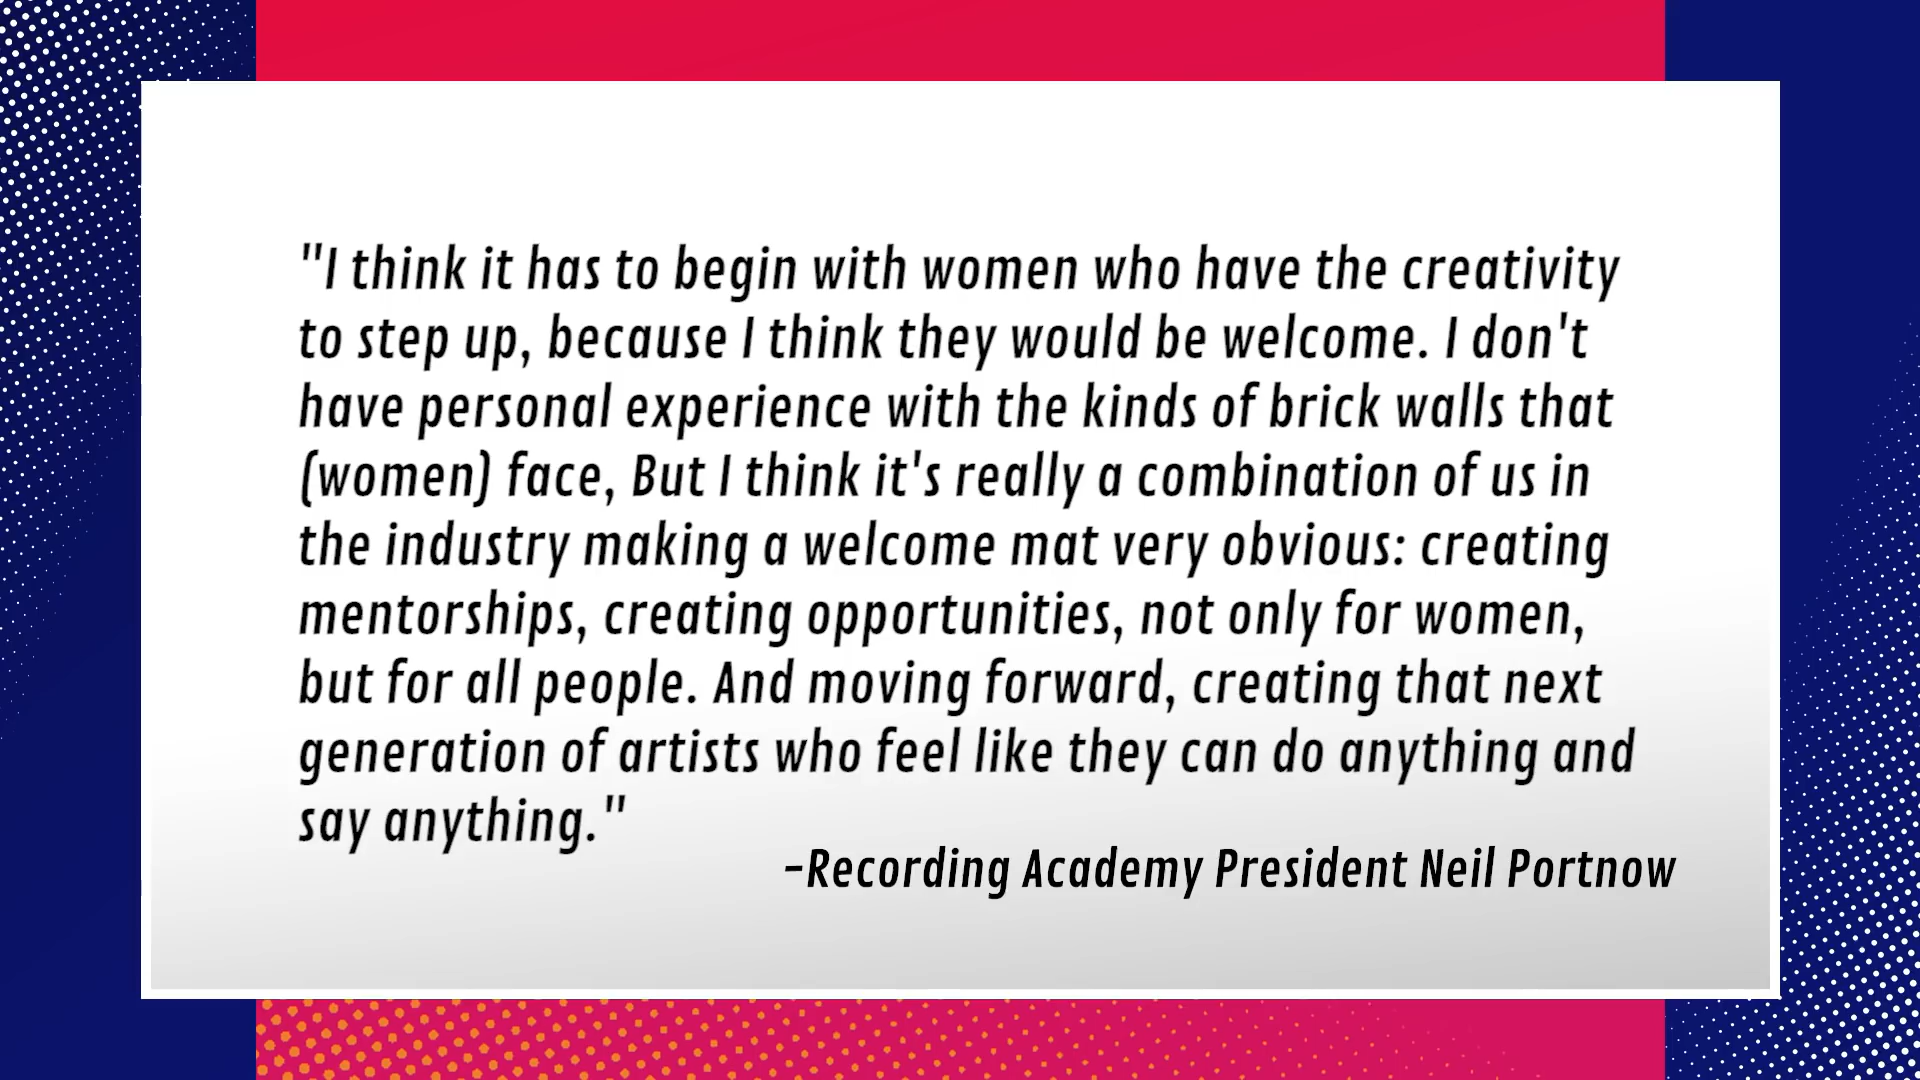 "I think it has to begin with women who have the creativity
to step up, because I think they would be welcome. I don't
have personal experience with the kinds of brick walls that
(women) face, But I think it's really a combination of us in
the industry making a welcome mat very obvious: creating
mentorships, creating opportunities, not only for women,
but for all people. And moving forward, creating that next
generation of artists who feel like they can do anything and
say anything."
-Recording Academy President Neil Portnow